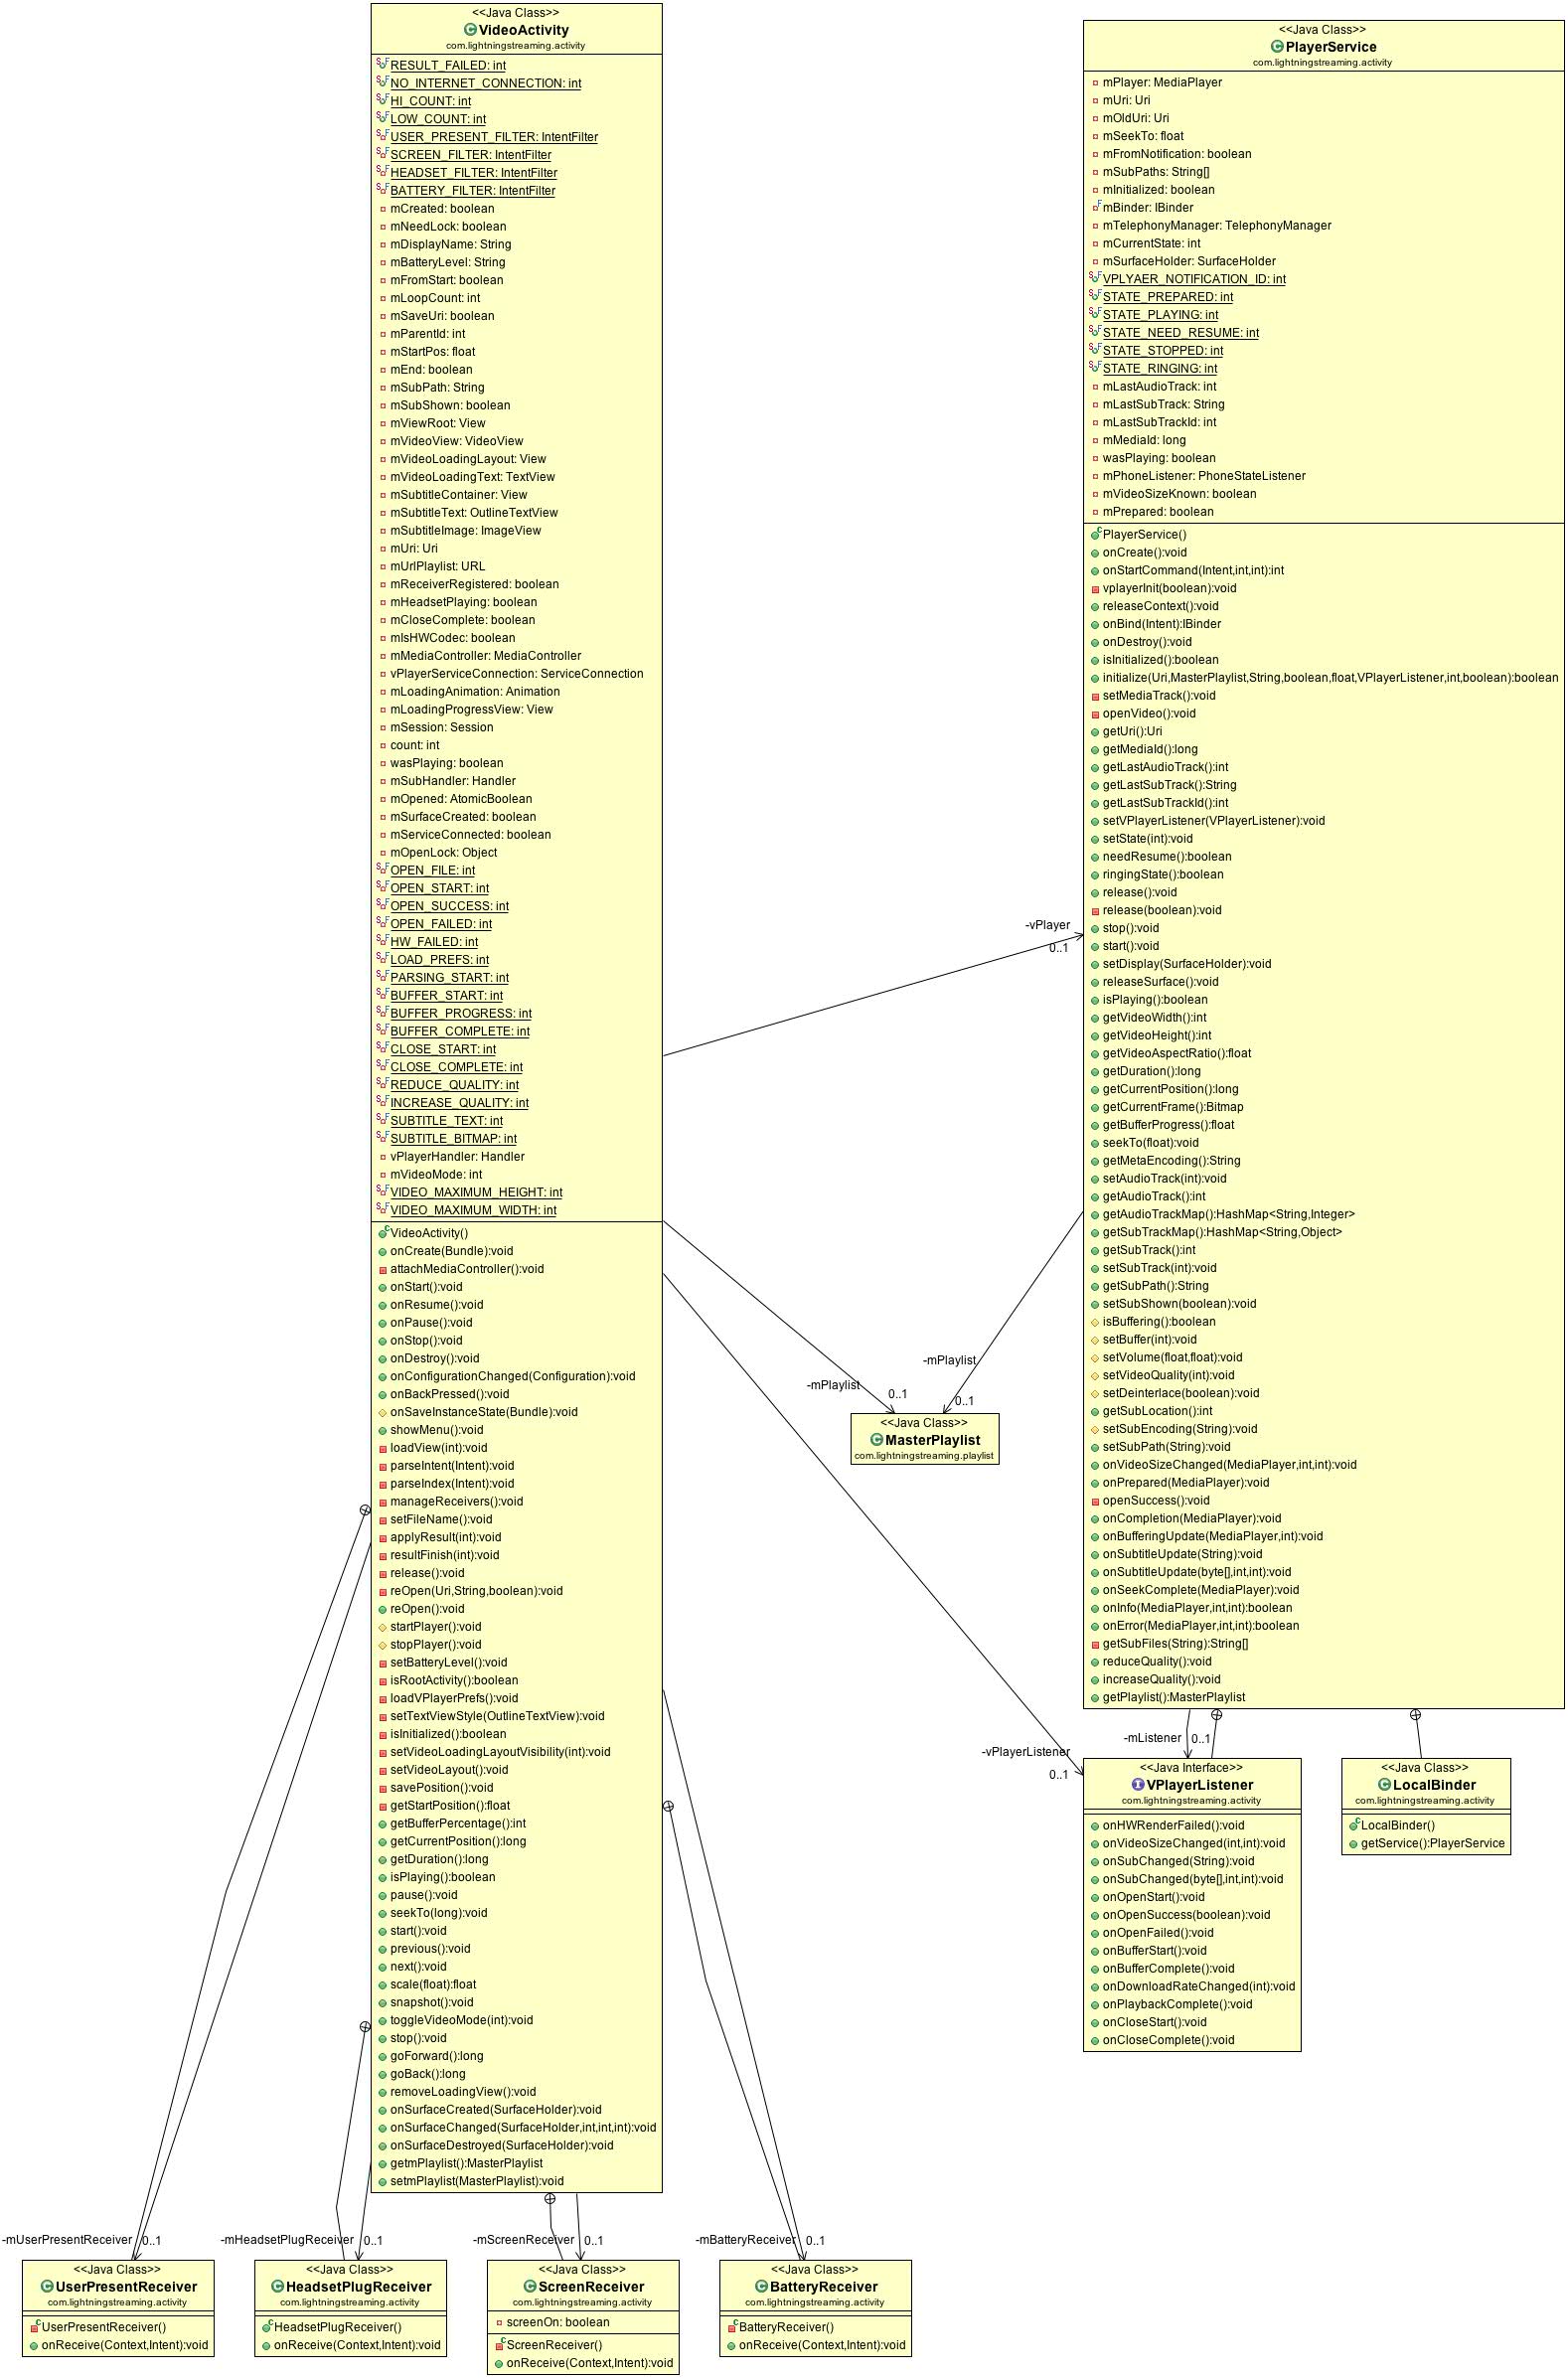 <<Java Class>>
VideoActivity
com.lightningstreaming.activity
RESULT_FAILED: int
NO_INTERNET_CONNECTION: int
HI_COUNT: int
LOW_COUNT: int
USER_PRESENT_FILTER: IntentFilter
SCREEN_FILTER: IntentFilter
HEADSET_FILTER: IntentFilter
BATTERY_FILTER: IntentFilter
mCreated: boolean
mNeedLock: boolean
mDisplayName: String
mBatteryLevel: String
mFromStart: boolean
mLoopCount: int
mSaveUri: boolean
mParentId: int
mStartPos: float
mEnd: boolean
mSubPath: String
mSubShown: boolean
mViewRoot: View
mVideoView: VideoView
mVideoLoadingLayout: View
mVideoLoadingText: TextView
mSubtitleContainer: View
mSubtitleText: OutlineTextView
mSubtitleImage: ImageView
mUri: Uri
mUrlPlaylist: URL
mReceiverRegistered: boolean
mHeadsetPlaying: boolean
mCloseComplete: boolean
mIsHWCodec: boolean
mMediaController: MediaController
vPlayerServiceConnection: ServiceConnection
mLoadingAnimation: Animation
mLoadingProgressView: View
mSession: Session
count: int
wasPlaying: boolean
mSubHandler: Handler
mOpened: AtomicBoolean
mSurfaceCreated: boolean
mServiceConnected: boolean
mOpenLock: Object
OPEN_FILE: int
OPEN_START: int
OPEN_SUCCESS: int
OPEN_FAILED: int
HW_FAILED: int
LOAD_PREFS: int
PARSING_START: int
BUFFER_START: int
BUFFER_PROGRESS: int
BUFFER_COMPLETE: int
CLOSE_START: int
CLOSE_COMPLETE: int
REDUCE_QUALITY: int
INCREASE_QUALITY: int
SUBTITLE_TEXT: int
SUBTITLE_BITMAP: int
vPlayerHandler: Handler
mVideoMode: int
VIDEO_MAXIMUM_HEIGHT: int
VIDEO_MAXIMUM_WIDTH: int
VideoActivity()
onCreate(Bundle):void
attachMediaController():void
onStart():void
onResume():void
onPause():void
onStop():void
onDestroy():void
onConfigurationChanged(Configuration):void
onBackPressed():void
onSaveInstanceState(Bundle):void
showMenu():void
loadView(int):void
parseIntent(Intent):void
parseIndex(Intent):void
manageReceivers():void
setFileName():void
applyResult(int):void
resultFinish(int):void
release():void
reOpen(Uri,String,boolean):void
reOpen():void
startPlayer():void
stopPlayer():void
setBatteryLevel():void
isRootActivity():boolean
loadVPlayerPrefs():void
setTextViewStyle(OutlineTextView):void
isInitialized():boolean
setVideoLoadingLayoutVisibility(int):void
setVideoLayout():void
savePosition():void
getStartPosition():float
getBufferPercentage():int
getCurrentPosition():long
getDuration():long
isPlaying():boolean
pause():void
seekTo(long):void
start():void
previous():void
next():void
scale(float):float
snapshot():void
toggleVideoMode(int):void
stop():void
goForward():long
goBack():long
removeLoadingView():void
onSurfaceCreated(SurfaceHolder):void
onSurfaceChanged(SurfaceHolder,int,int,int):void
onSurfaceDestroyed(SurfaceHolder):void
getmPlaylist():MasterPlaylist
setmPlaylist(MasterPlaylist):void
<<Java Class>>
PlayerService
com.lightningstreaming.activity
mPlayer: MediaPlayer
mUri: Uri
mOldUri: Uri
mSeekTo: float
mFromNotification: boolean
mSubPaths: String[]
mInitialized: boolean
mBinder: IBinder
mTelephonyManager: TelephonyManager
mCurrentState: int
mSurfaceHolder: SurfaceHolder
VPLYAER_NOTIFICATION_ID: int
STATE_PREPARED: int
STATE_PLAYING: int
STATE_NEED_RESUME: int
STATE_STOPPED: int
STATE_RINGING: int
mLastAudioTrack: int
mLastSubTrack: String
mLastSubTrackId: int
mMediaId: long
wasPlaying: boolean
mPhoneListener: PhoneStateListener
mVideoSizeKnown: boolean
mPrepared: boolean
PlayerService()
onCreate():void
onStartCommand(Intent,int,int):int
vplayerInit(boolean):void
releaseContext():void
onBind(Intent):IBinder
onDestroy():void
isInitialized():boolean
initialize(Uri,MasterPlaylist,String,boolean,float,VPlayerListener,int,boolean):boolean
setMediaTrack():void
openVideo():void
getUri():Uri
getMediaId():long
getLastAudioTrack():int
getLastSubTrack():String
getLastSubTrackId():int
setVPlayerListener(VPlayerListener):void
setState(int):void
needResume():boolean
ringingState():boolean
release():void
release(boolean):void
stop():void
start():void
setDisplay(SurfaceHolder):void
releaseSurface():void
isPlaying():boolean
getVideoWidth():int
getVideoHeight():int
getVideoAspectRatio():float
getDuration():long
getCurrentPosition():long
getCurrentFrame():Bitmap
getBufferProgress():float
seekTo(float):void
getMetaEncoding():String
setAudioTrack(int):void
getAudioTrack():int
getAudioTrackMap():HashMap<String,Integer>
getSubTrackMap():HashMap<String,Object>
getSubTrack():int
setSubTrack(int):void
getSubPath():String
setSubShown(boolean):void
isBuffering():boolean
setBuffer(int):void
setVolume(float,float):void
setVideoQuality(int):void
setDeinterlace(boolean):void
getSubLocation():int
setSubEncoding(String):void
setSubPath(String):void
onVideoSizeChanged(MediaPlayer,int,int):void
onPrepared(MediaPlayer):void
openSuccess():void
onCompletion(MediaPlayer):void
onBufferingUpdate(MediaPlayer,int):void
onSubtitleUpdate(String):void
onSubtitleUpdate(byte[],int,int):void
onSeekComplete(MediaPlayer):void
onInfo(MediaPlayer,int,int):boolean
onError(MediaPlayer,int,int):boolean
getSubFiles(String):String[]
reduceQuality():void
increaseQuality():void
getPlaylist():MasterPlaylist
-vPlayer
0..1
-mPlaylist
0..1
-mPlaylist
0..1
<<Java Class>>
MasterPlaylist
com.lightningstreaming.playlist
-vPlayerListener
0..1
-mListener
0..1
<<Java Interface>>
VPlayerListener
com.lightningstreaming.activity
onHWRenderFailed():void
onVideoSizeChanged(int,int):void
onSubChanged(String):void
onSubChanged(byte[],int,int):void
onOpenStart():void
onOpenSuccess(boolean):void
onOpenFailed():void
onBufferStart():void
onBufferComplete():void
onDownloadRateChanged(int):void
onPlaybackComplete():void
onCloseStart():void
onCloseComplete():void
<<Java Class>>
LocalBinder
com.lightningstreaming.activity
LocalBinder()
getService():PlayerService
-mUserPresentReceiver
0..1
<<Java Class>>
UserPresentReceiver
com.lightningstreaming.activity
UserPresentReceiver()
onReceive(Context,Intent):void
-mHeadsetPlugReceiver
0..1
<<Java Class>>
HeadsetPlugReceiver
com.lightningstreaming.activity
HeadsetPlugReceiver()
onReceive(Context,Intent):void
-mScreenReceiver
0..1
<<Java Class>>
ScreenReceiver
com.lightningstreaming.activity
screenOn: boolean
ScreenReceiver()
onReceive(Context,Intent):void
-mBatteryReceiver
0..1
<<Java Class>>
BatteryReceiver
com.lightningstreaming.activity
BatteryReceiver()
onReceive(Context,Intent):void